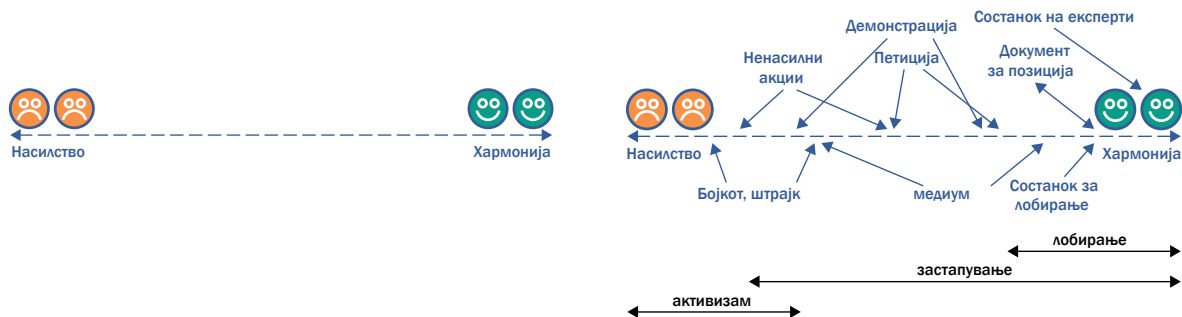 Насилство
Хармонија
Состанок на експерти
Демонстрација
Документ
за позиција
Ненасилни
акции
Петиција
Насилство
Хармонија
Бојкот, штрајк
медиум
Состанок за
лобирање
лобирање
застапување
активизам